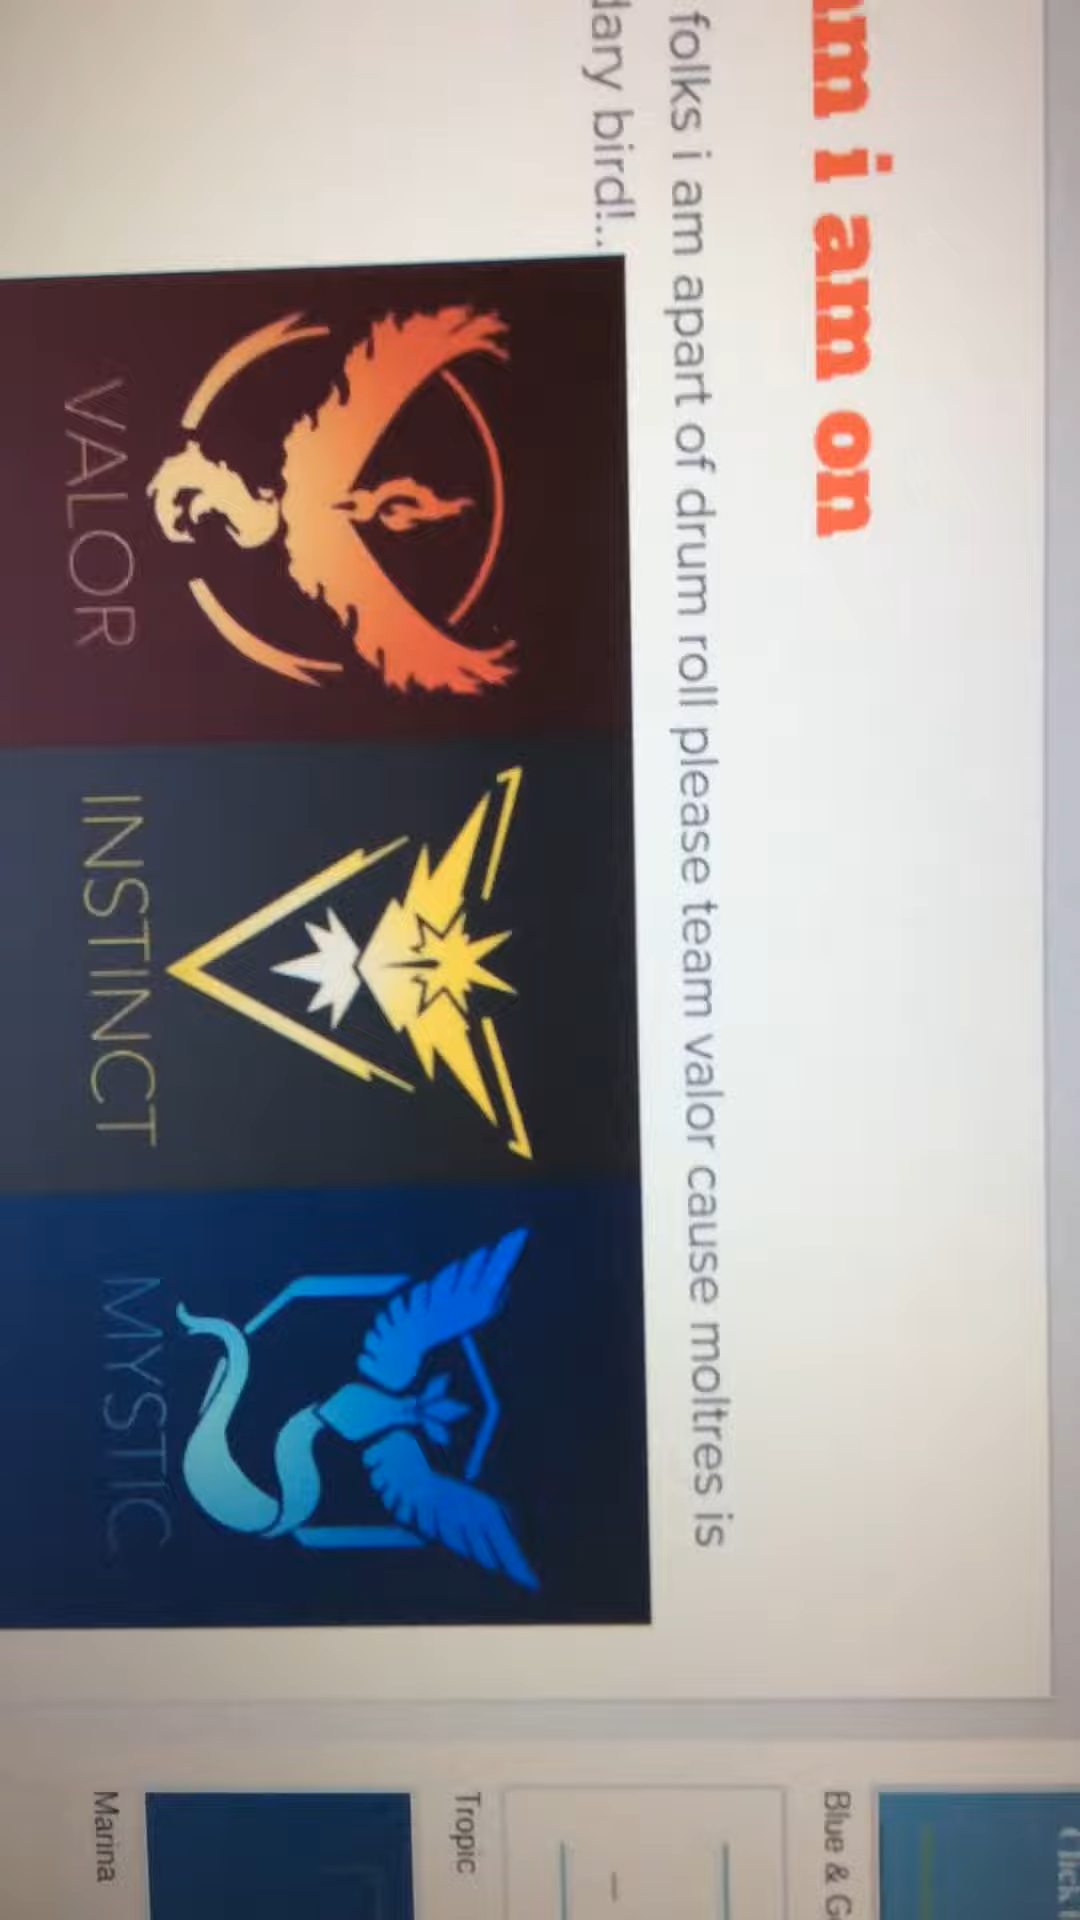 i am on
folks i am apart of drum roll please team valor cause moltres is
bird!..
VALOR
INSTINCT
MYSTIC
Blue &
Tropic
Marina